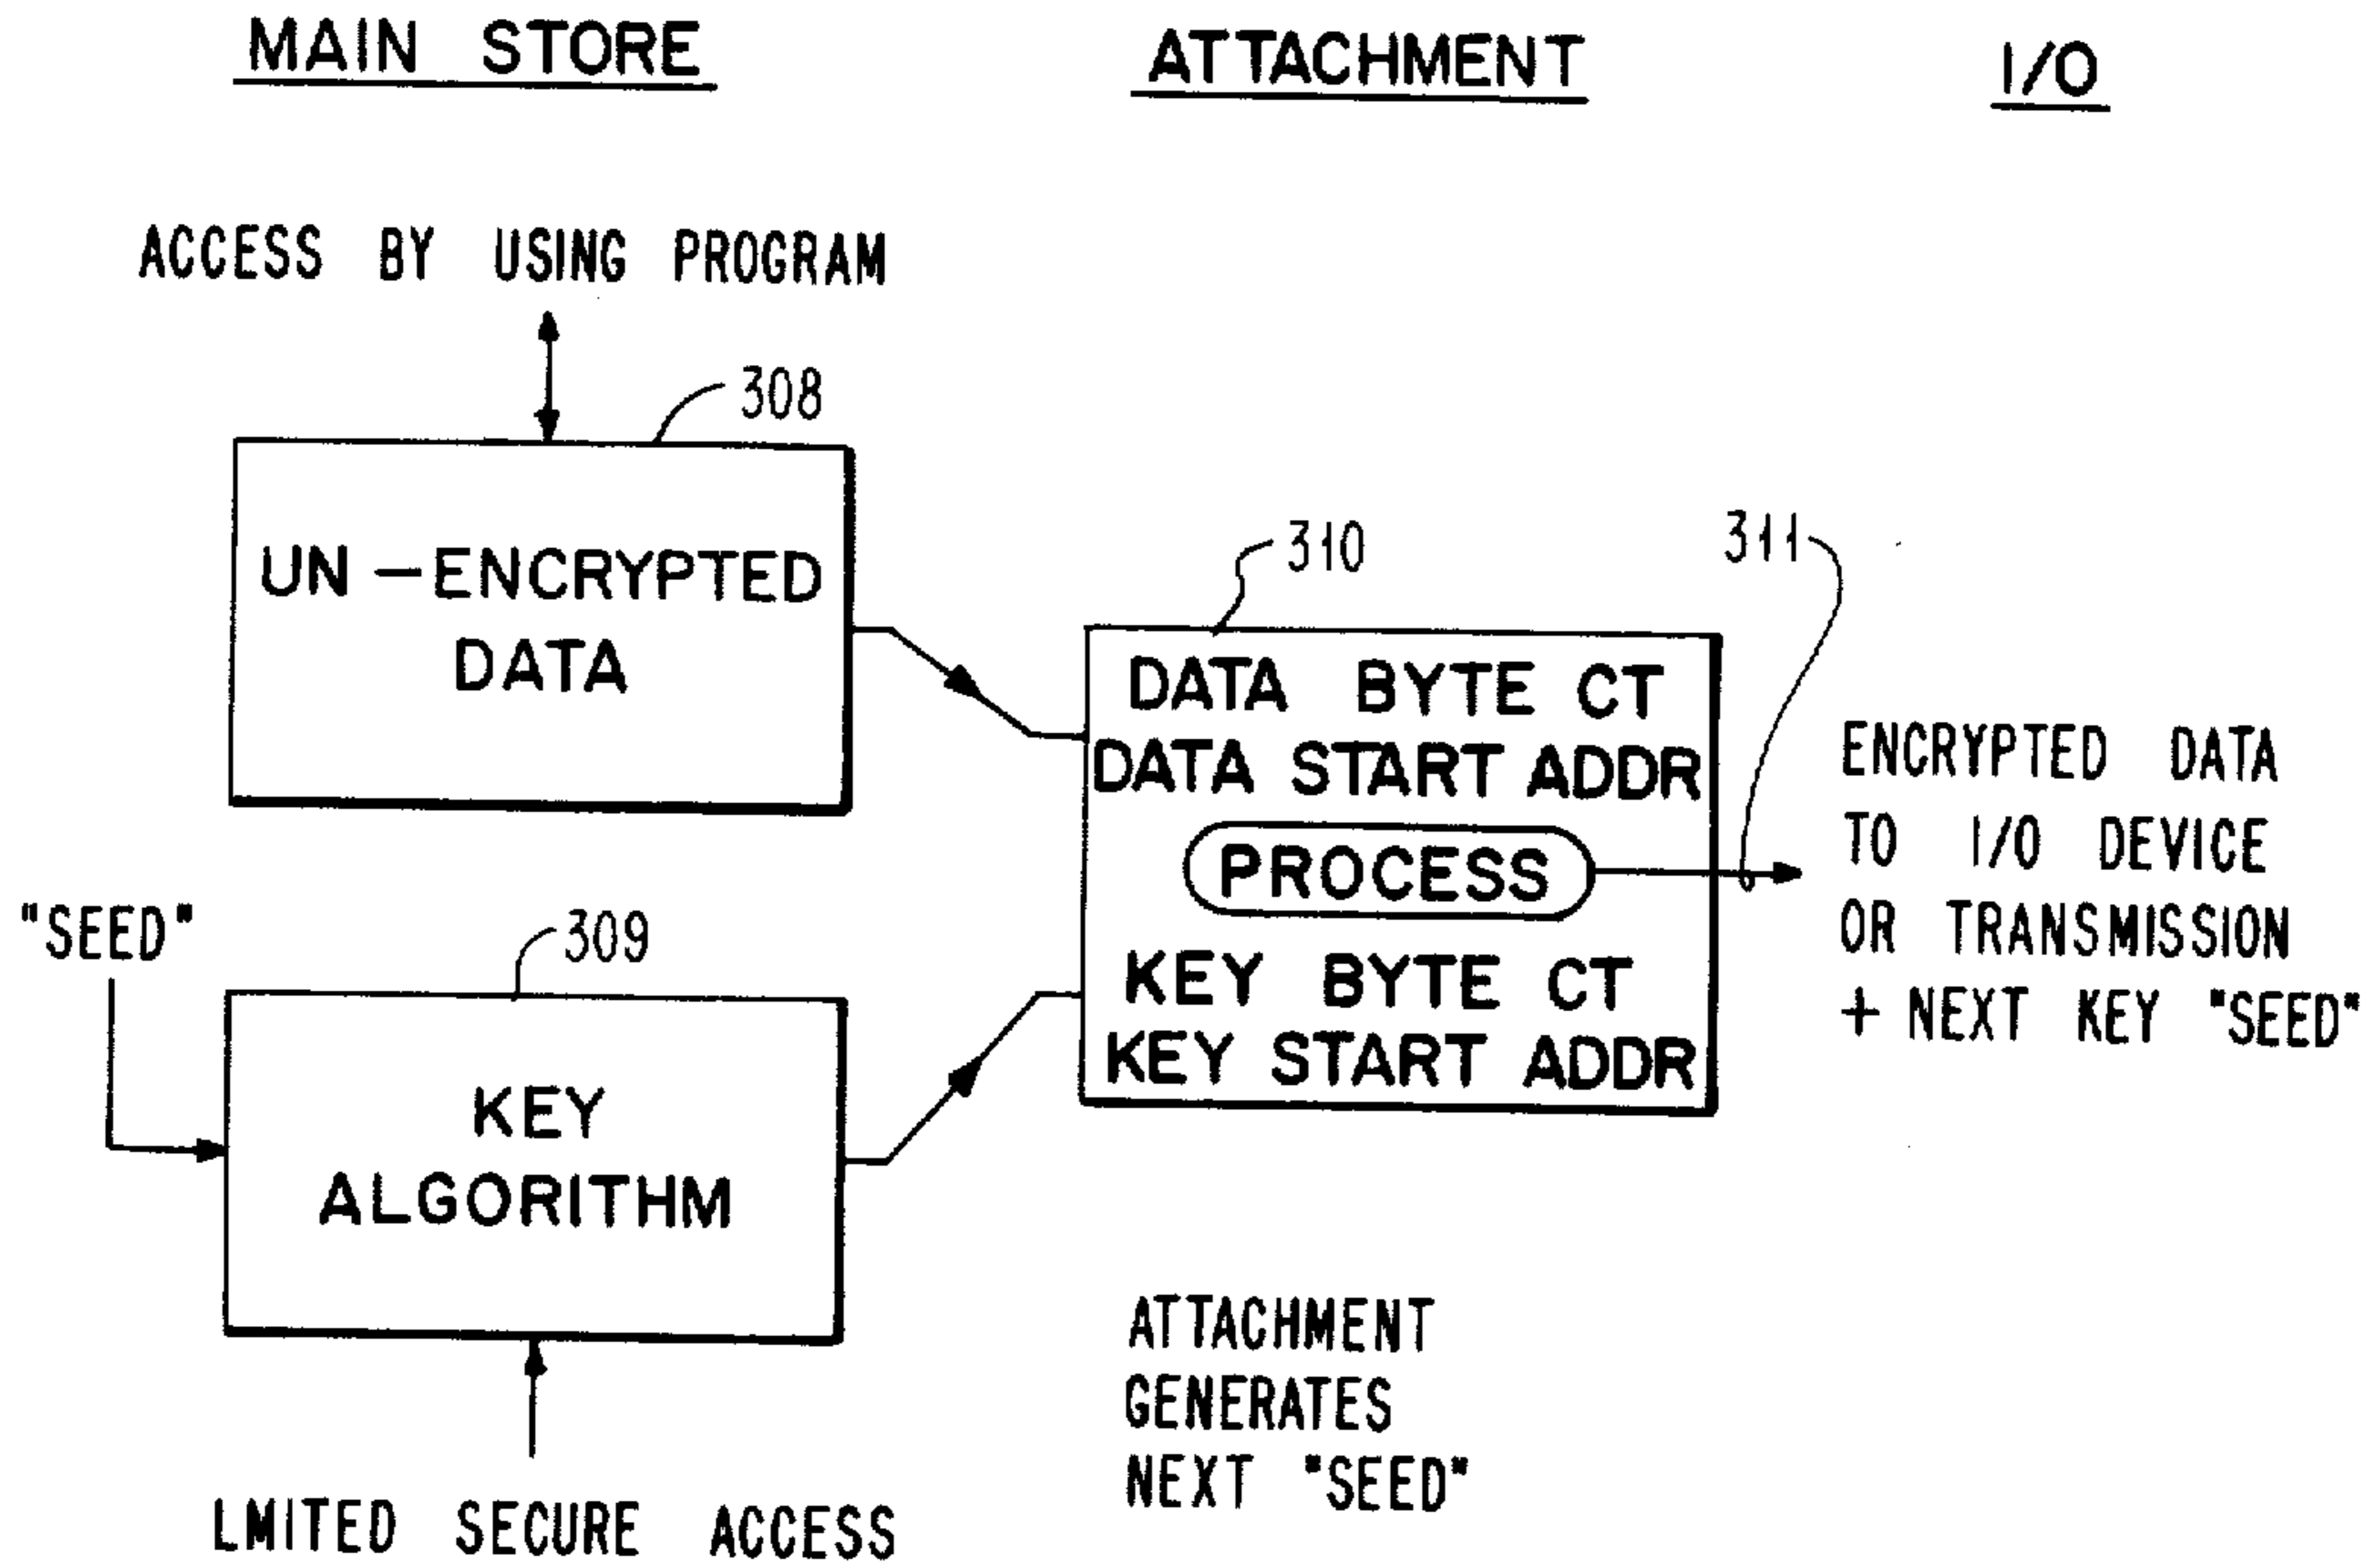 MAIN STORE
ATTACHMENT
I/O
ACCESS BY USING PROGRAM
308
UN-ENCRYPTED
DATA
310
311
DATA BYTE CT
DATA START ADDR
PROCESS
KEY BYTE CT
KEY START ADDR
ENCRYPTED DATA
TO I/O DEVICE
OR TRANSMISSION
+ NEXT KEY "SEED"
"SEED"
309
KEY
ALGORITHM
LMITED SECURE ACCESS
ATTACHMENT
GENERATES
NEXT "SEED"